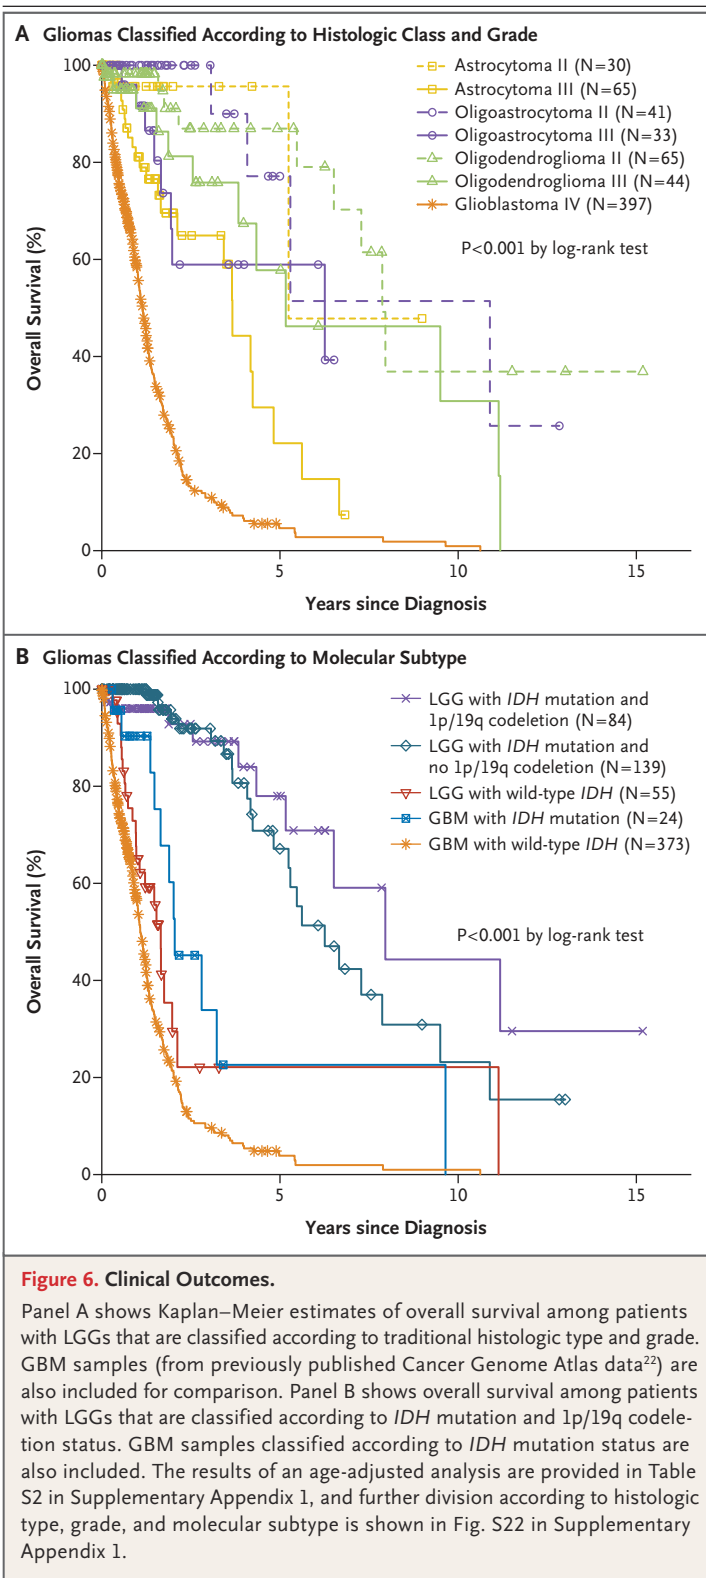 A Gliomas Classified According to Histologic Class and Grade
100
80
60
40
20
0
Overall Survival (%)
0 5 10 15
Years since Diagnosis
Astrocytoma II (N=30)
Astrocytoma III (N=65)
Oligoastrocytoma II (N=41)
Oligoastrocytoma III (N=33)
Oligodendroglioma II (N=65)
Oligodendroglioma III (N=44)
Glioblastoma IV (N=397)
P<0.001 by log-rank test
B Gliomas Classified According to Molecular Subtype
100
80
60
40
20
0
Overall Survival (%)
0 5 10 15
Years since Diagnosis
LGG with IDH mutation and
1p/19q codeletion (N=84)
LGG with IDH mutation and
no 1p/19q codeletion (N=139)
LGG with wild-type IDH (N=55)
GBM with IDH mutation (N=24)
GBM with wild-type IDH (N=373)
P<0.001 by log-rank test
Figure 6. Clinical Outcomes.
Panel A shows Kaplan–Meier estimates of overall survival among patients
with LGGs that are classified according to traditional histologic type and grade.
GBM samples (from previously published Cancer Genome Atlas data22) are
also included for comparison. Panel B shows overall survival among patients
with LGGs that are classified according to IDH mutation and 1p/19q codele-
tion status. GBM samples classified according to IDH mutation status are
also included. The results of an age-adjusted analysis are provided in Table
S2 in Supplementary Appendix 1, and further division according to histologic
type, grade, and molecular subtype is shown in Fig. S22 in Supplementary
Appendix 1.